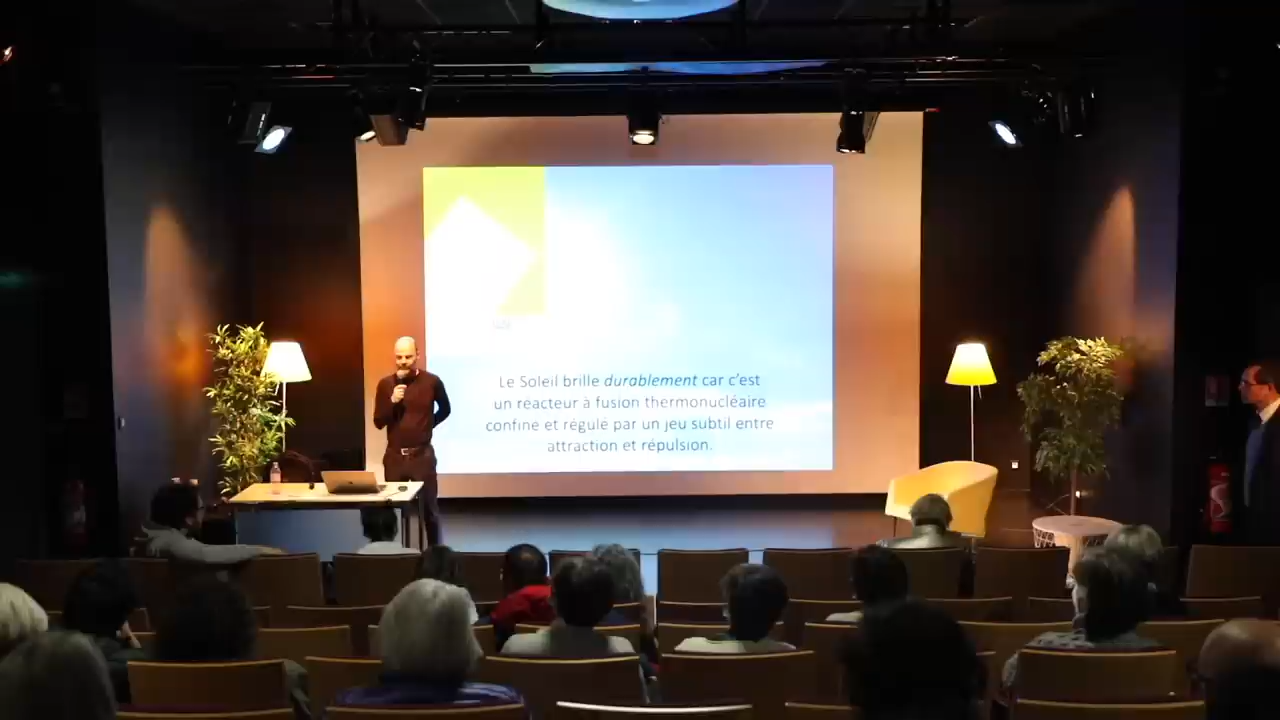 Le Soleil brille durablement car c'est
un réacteur à fusion thermonucléaire
confiné et régulé par un jeu subtil entre
attraction et répulsion.